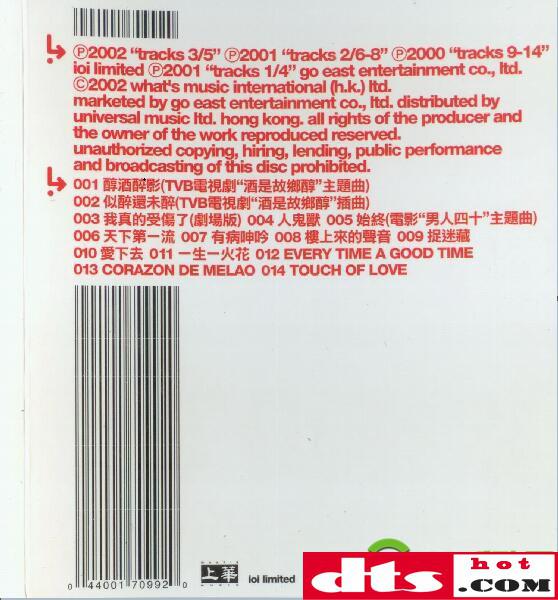 ℗2002 “tracks 3/5” ℗2001 “tracks 2/6-8” ℗2000 “tracks 9-14”
ioi limited ℗2001 “tracks 1/4” go east entertainment co., ltd.
©2002 what's music international (h.k.) ltd.
marketed by go east entertainment co., ltd. distributed by
universal music ltd. hong kong. all rights of the producer and
the owner of the work reproduced reserved.
unauthorized copying, hiring, lending, public performance
and broadcasting of this disc prohibited.
001 醇酒醉影(TVB電視劇“酒是故鄉醇”主題曲)
002 似醉還未醉(TVB電視劇“酒是故鄉醇”插曲)
003 我真的受傷了(劇場版) 004 人鬼獸 005 始終(電影“男人四十”主題曲)
006 天下第一流 007 有病呻吟 008 樓上來的聲音 009 捉迷藏
010 愛下去 011 一生一火花 012 EVERY TIME A GOOD TIME
013 CORAZON DE MELAO 014 TOUCH OF LOVE
0 44001 70992 0
上華 ioi limited
hot
dts.COM